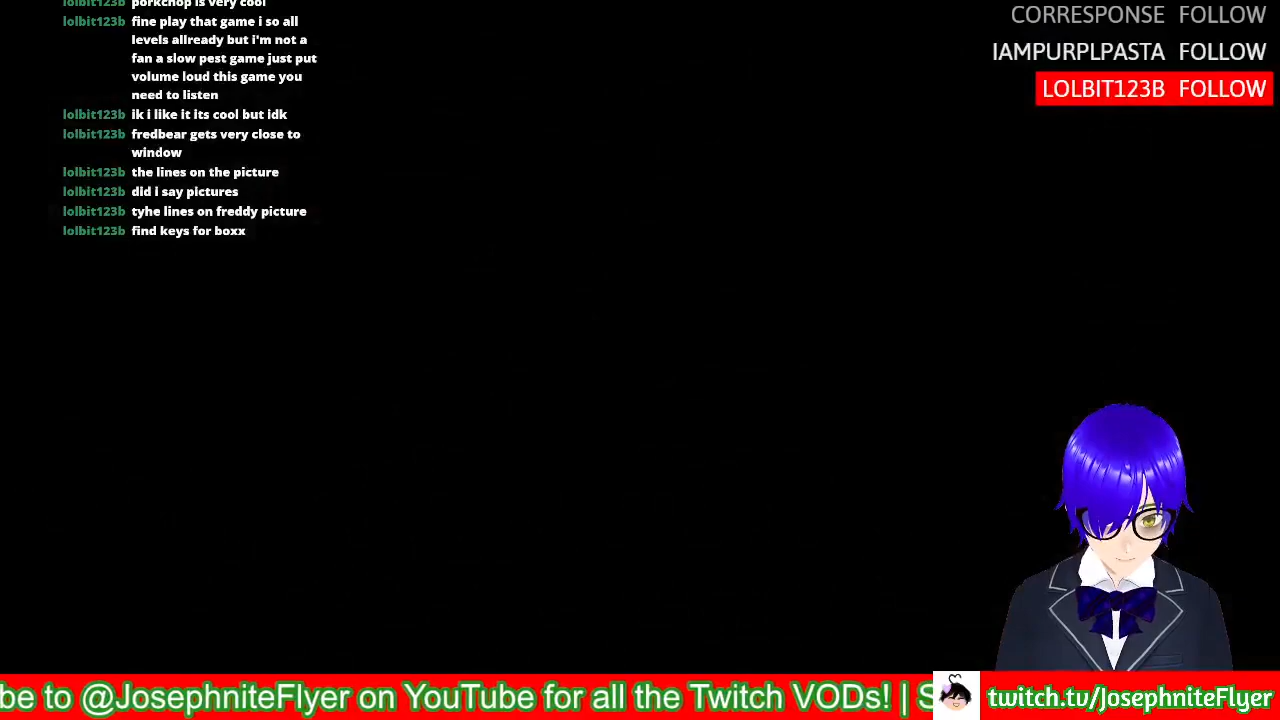 lolbit123b porkchop is very cool
lolbit123b fine play that game i so all
levels allready but i'm not a
fan a slow pest game just put
volume loud this game you
need to listen
lolbit123b ik i like it its cool but idk
lolbit123b fredbear gets very close to
window
lolbit123b the lines on the picture
lolbit123b did i say pictures
lolbit123b tyhe lines on freddy picture
lolbit123b find keys for boxx
CORRESPONSE FOLLOW
IAMPURPLPASTA FOLLOW
LOLBIT123B FOLLOW
be to @JosephniteFlyer on YouTube for all the Twitch VODs! | S
twitch.tv/JosephniteFlyer